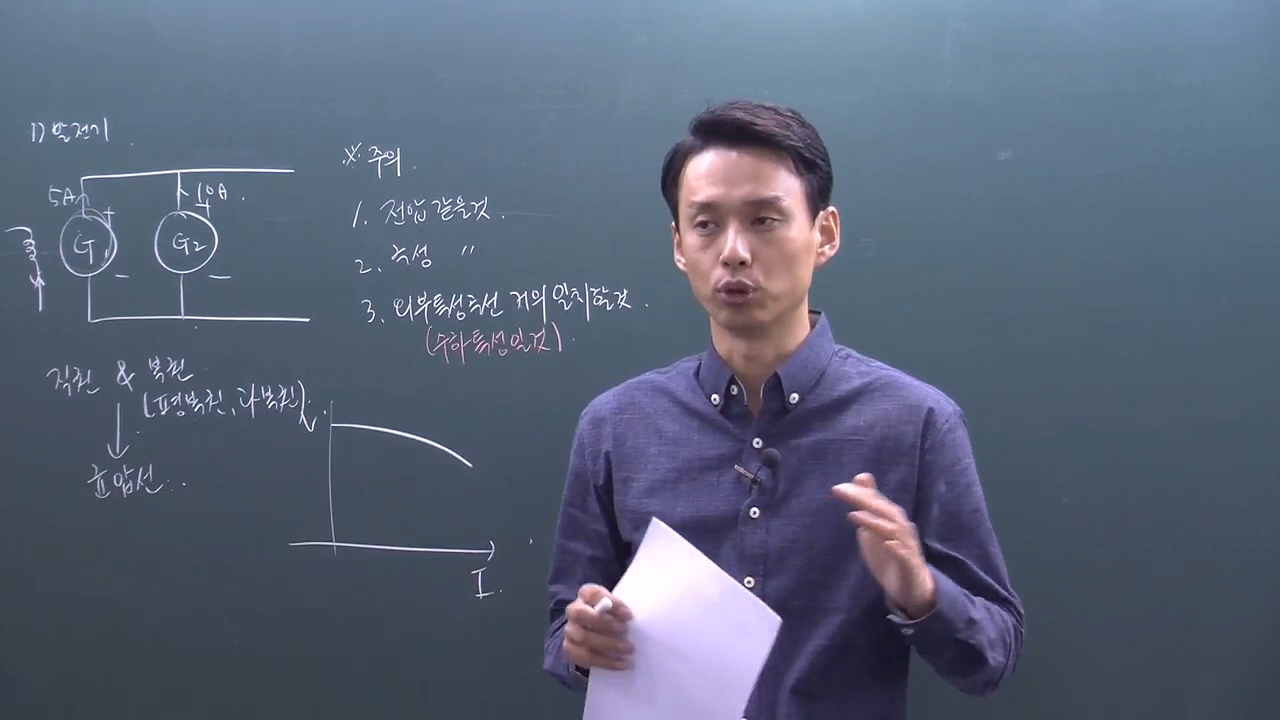 1) 발전기.
5A
10A.
G
+
-
G2
+
-
※ 주의.
1. 전압 같을것.
2. 극성 〃
3. 외부특성곡선 거의 일치할것.
(수하특성일것).
직권 & 복권
(평복권, 과복권).
↓
균압선..
V.
I.